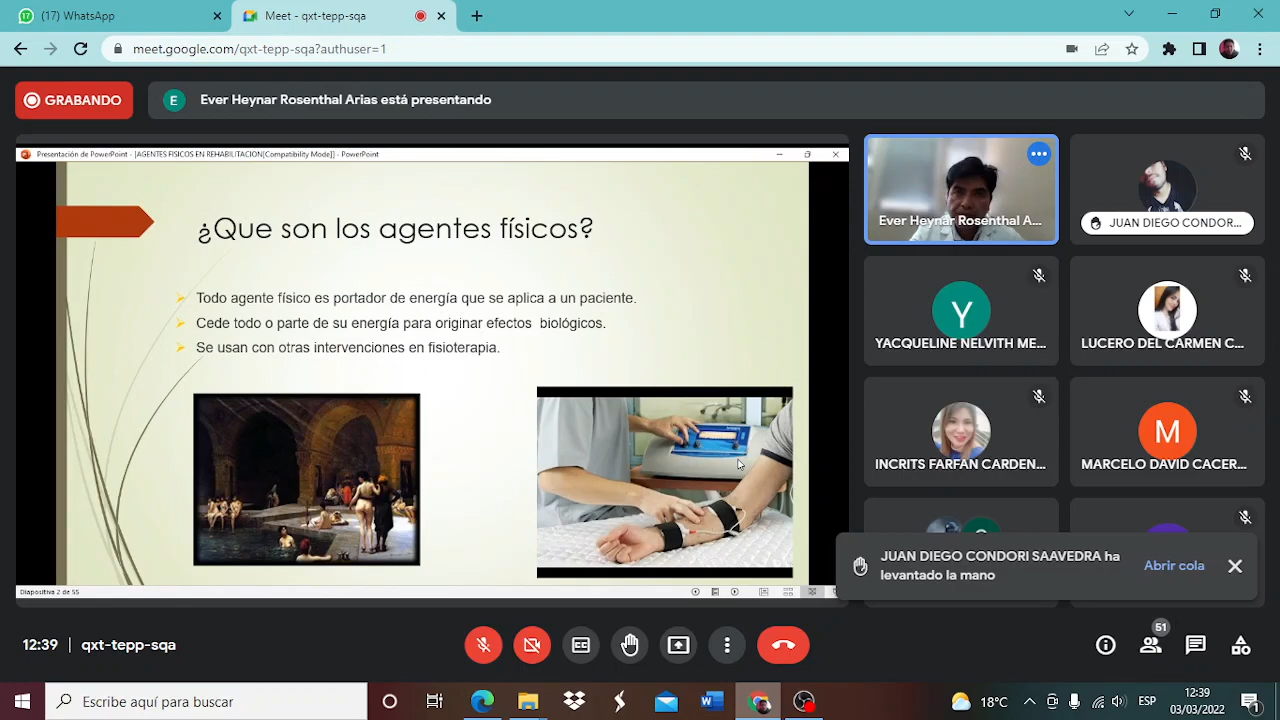 (17) WhatsApp
Meet - qxt-tepp-sqa
meet.google.com/qxt-tepp-sqa?authuser=1
GRABANDO
E
Ever Heynar Rosenthal Arias está presentando
Presentación de PowerPoint - [AGENTES FISICOS EN REHABILITACION[Compatibility Mode]] - PowerPoint
¿Que son los agentes físicos?
Todo agente físico es portador de energía que se aplica a un paciente.
Cede todo o parte de su energía para originar efectos biológicos.
Se usan con otras intervenciones en fisioterapia.
Diapositiva 2 de 55
Ever Heynar Rosenthal A...
JUAN DIEGO CONDOR...
Y
YACQUELINE NELVITH ME...
LUCERO DEL CARMEN C...
INCRITS FARFAN CARDEN...
M
MARCELO DAVID CACER...
JUAN DIEGO CONDORI SAAVEDRA ha
levantado la mano
Abrir cola
12:39 | qxt-tepp-sqa
51
Escribe aquí para buscar
18°C
ESP
12:39
03/03/2022
1